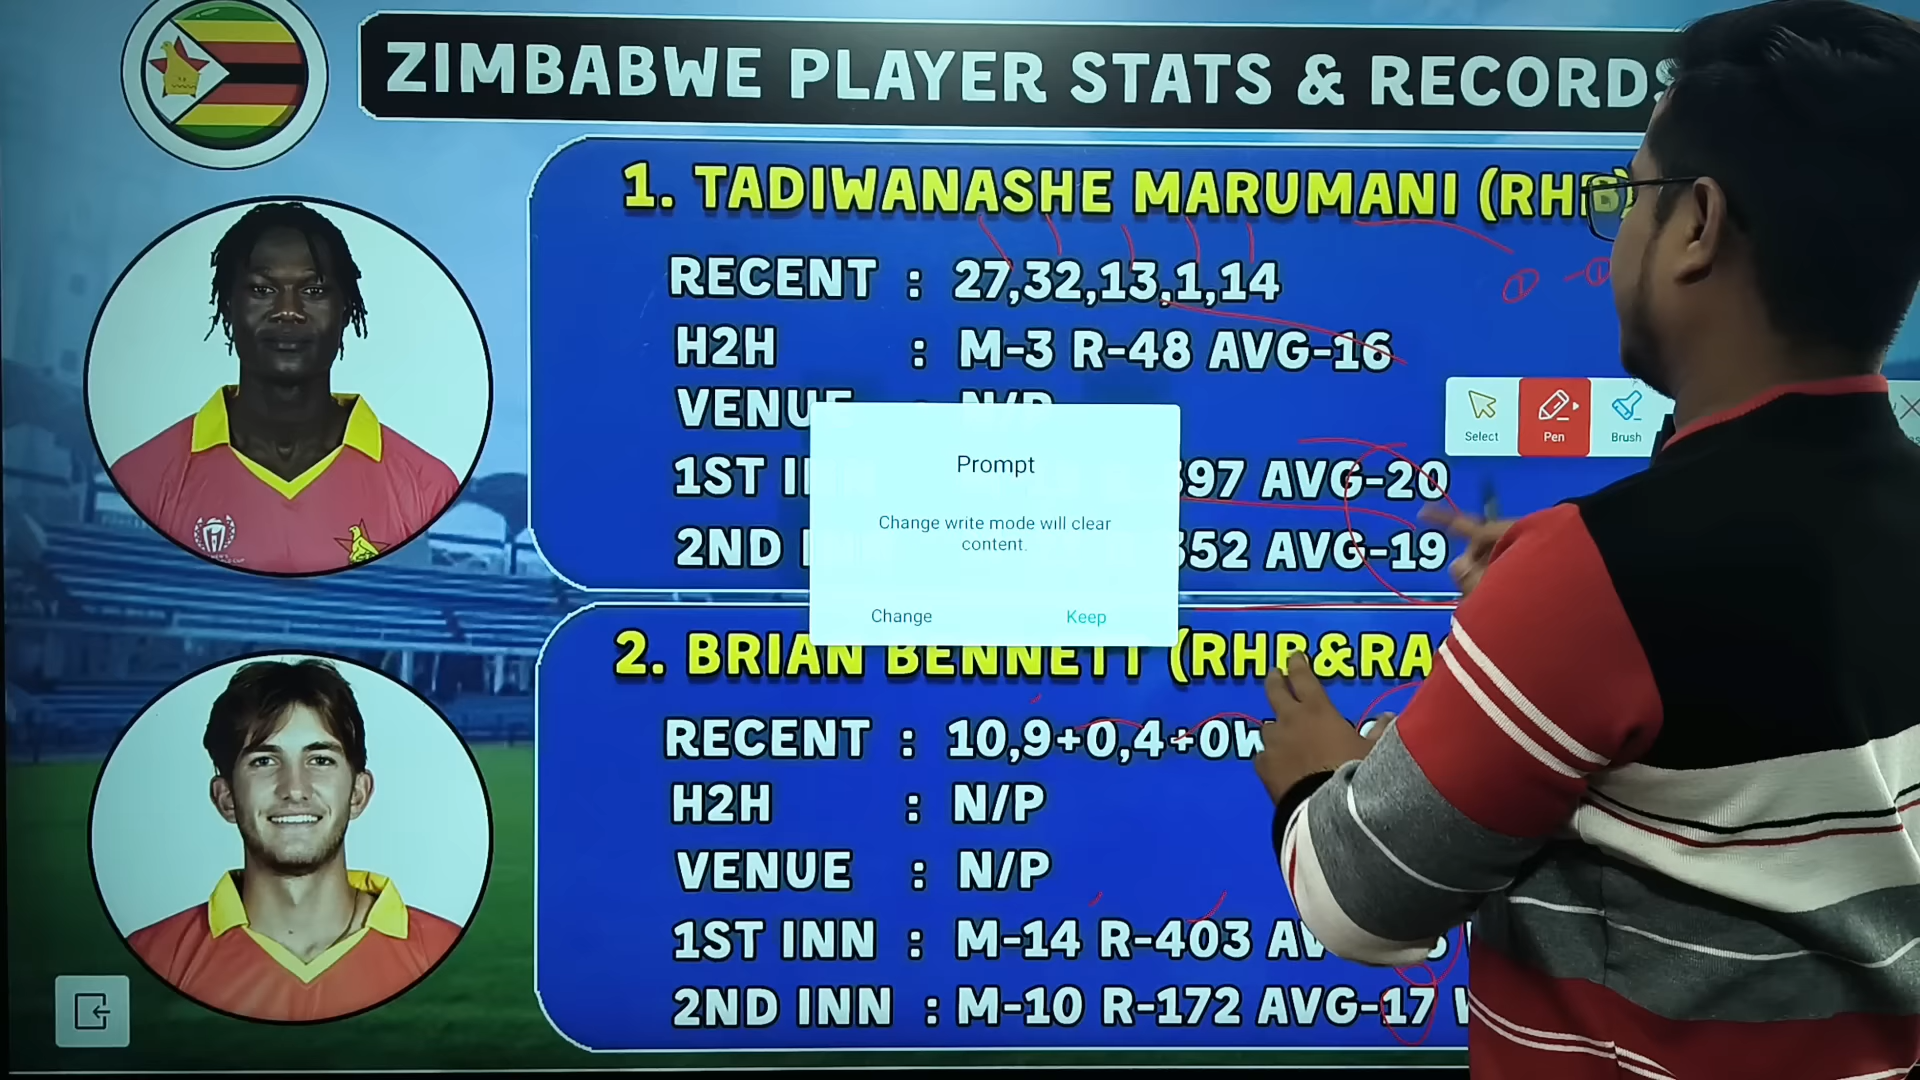 ZIMBABWE PLAYER STATS & RECORDS
1. TADIWANASHE MARUMANI (RHB)
RECENT : 27,32,13,1,14
H2H : M-3 R-48 AVG-16
VENUE : N/P
1ST 97 AVG-20
2ND 52 AVG-19
Prompt
Change write mode will clear
content.
Change Keep
Select Pen Brush
2. BRIAN BENNETT (RHB&RA
RECENT : 10,9+0,4+0W
H2H : N/P
VENUE : N/P
1ST INN : M-14 R-403
2ND INN : M-10 R-172 AVG-17